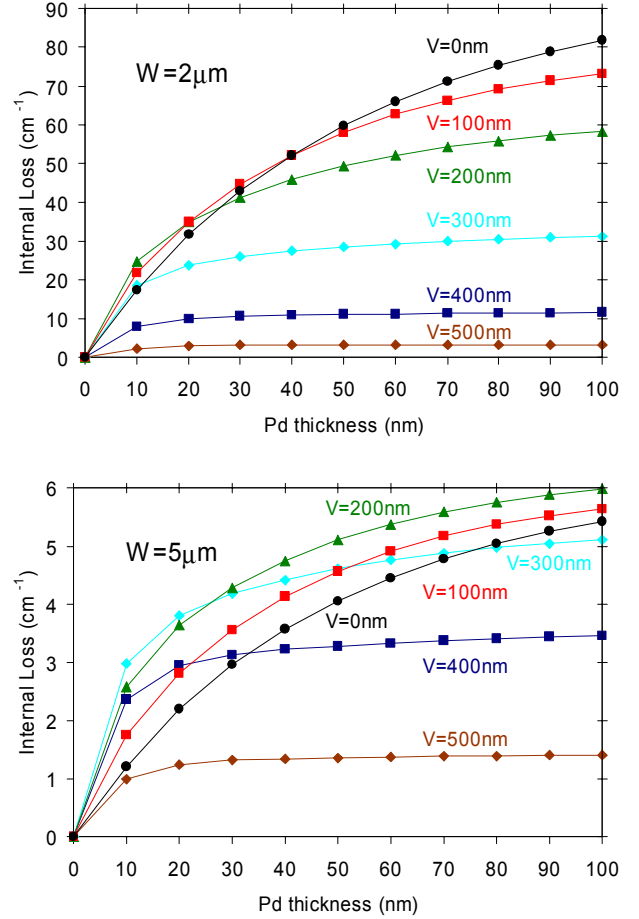 90
80
70
60
50
40
30
20
10
0
Internal Loss (cm⁻¹)
W=2μm
V=0nm
V=100nm
V=200nm
V=300nm
V=400nm
V=500nm
0 10 20 30 40 50 60 70 80 90 100
Pd thickness (nm)
6
5
4
3
2
1
0
Internal Loss (cm⁻¹)
W=5μm
V=200nm
V=300nm
V=100nm
V=0nm
V=400nm
V=500nm
0 10 20 30 40 50 60 70 80 90 100
Pd thickness (nm)